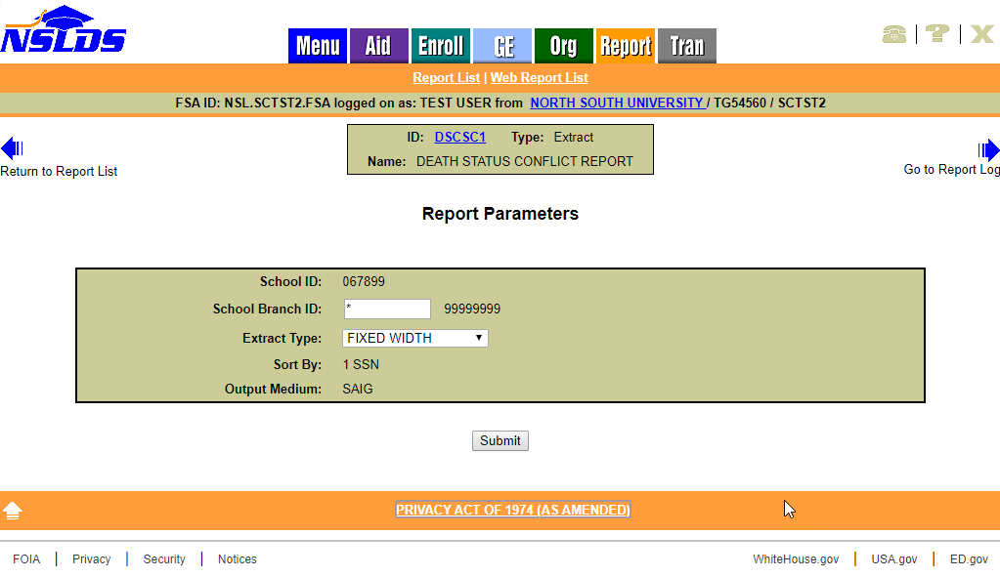 NSLDS
Menu Aid Enroll GE Org Report Tran
?
X
Report List | Web Report List
FSA ID: NSL.SCTST2.FSA logged on as: TEST USER from NORTH SOUTH UNIVERSITY / TG54560 / SCTST2
ID: DSCSC1 Type: Extract
Name: DEATH STATUS CONFLICT REPORT
Return to Report List
Go to Report Log
Report Parameters
School ID: 067899
School Branch ID: * 99999999
Extract Type: FIXED WIDTH
Sort By: 1 SSN
Output Medium: SAIG
Submit
PRIVACY ACT OF 1974 (AS AMENDED)
FOIA | Privacy | Security | Notices
WhiteHouse.gov | USA.gov | ED.gov